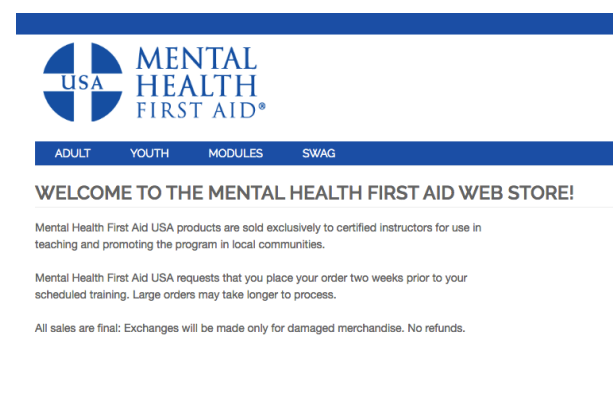 USA
MENTAL
HEALTH
FIRST AID®
ADULT YOUTH MODULES SWAG
WELCOME TO THE MENTAL HEALTH FIRST AID WEB STORE!
Mental Health First Aid USA products are sold exclusively to certified instructors for use in
teaching and promoting the program in local communities.
Mental Health First Aid USA requests that you place your order two weeks prior to your
scheduled training. Large orders may take longer to process.
All sales are final: Exchanges will be made only for damaged merchandise. No refunds.